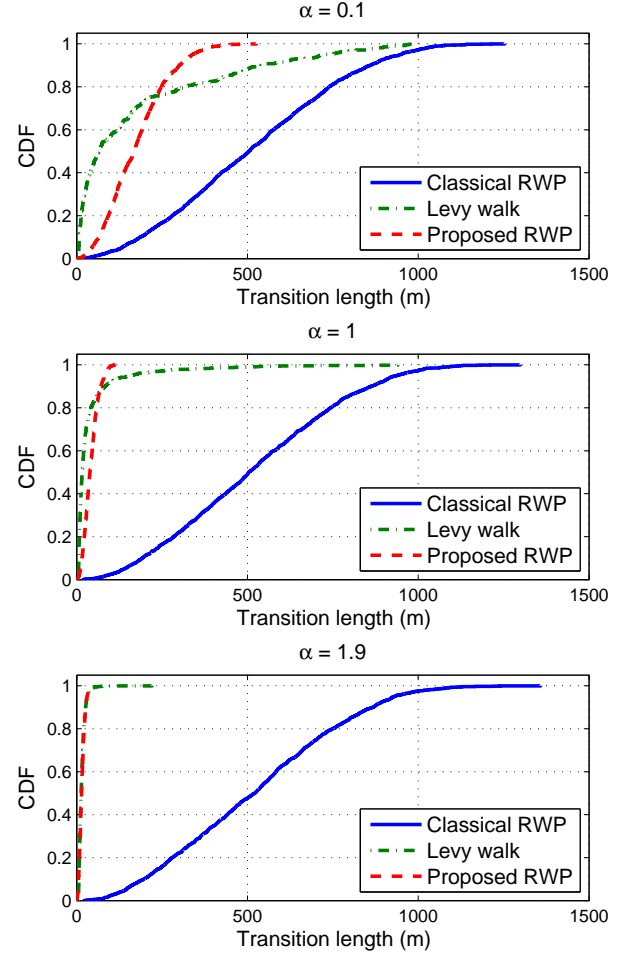 α = 0.1
1
0.8
0.6
0.4
0.2
0
CDF
Classical RWP
Levy walk
Proposed RWP
0
500
1000
1500
Transition length (m)
α = 1
1
0.8
0.6
0.4
0.2
0
CDF
Classical RWP
Levy walk
Proposed RWP
0
500
1000
1500
Transition length (m)
α = 1.9
1
0.8
0.6
0.4
0.2
0
CDF
Classical RWP
Levy walk
Proposed RWP
0
500
1000
1500
Transition length (m)